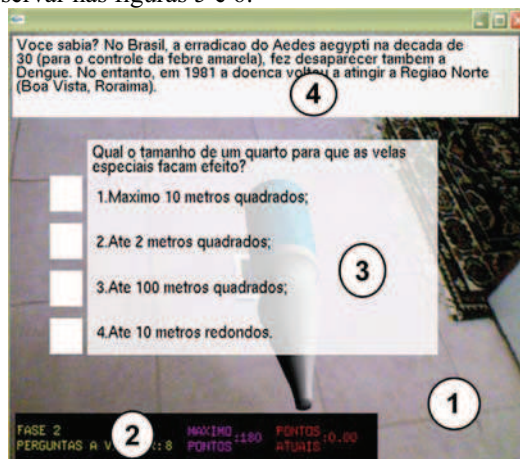 servar nas figuras 5 e 6.
Voce sabia? No Brasil, a erradicao do Aedes aegypti na decada de
30 (para o controle da febre amarela), fez desaparecer tambem a
Dengue. No entanto, em 1981 a doenca voltou a atingir a Regiao Norte
(Boa Vista, Roraima).
4
Qual o tamanho de um quarto para que as velas
especiais facam efeito?
1.Maximo 10 metros quadrados;
2.Ate 2 metros quadrados;
3
3.Ate 100 metros quadrados;
4.Ate 10 metros redondos.
1
FASE 2 MAXIMO :180 PONTOS :0.00
PERGUNTAS A 2 :8 PONTOS ATUAIS